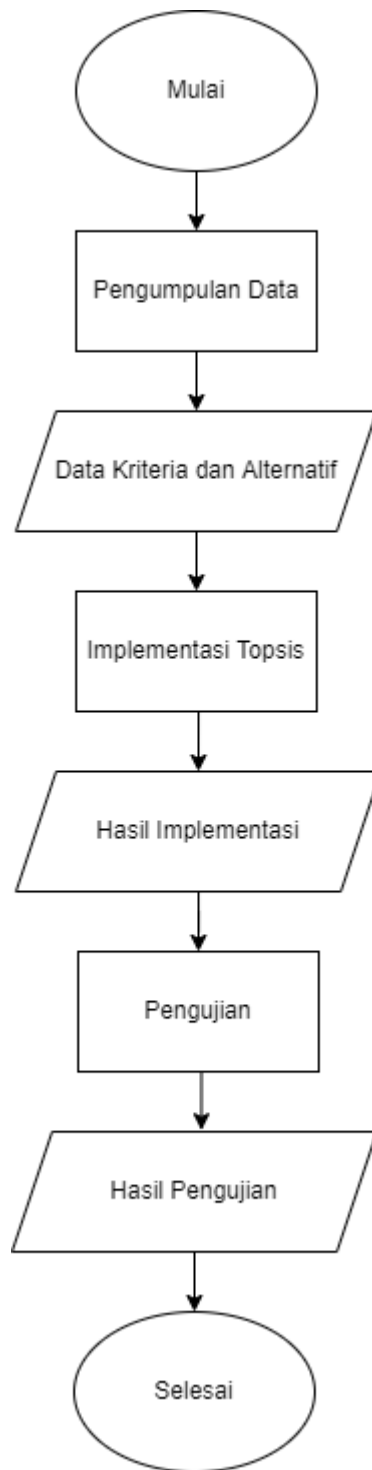 Mulai
Pengumpulan Data
Data Kriteria dan Alternatif
Implementasi Topsis
Hasil Implementasi
Pengujian
Hasil Pengujian
Selesai